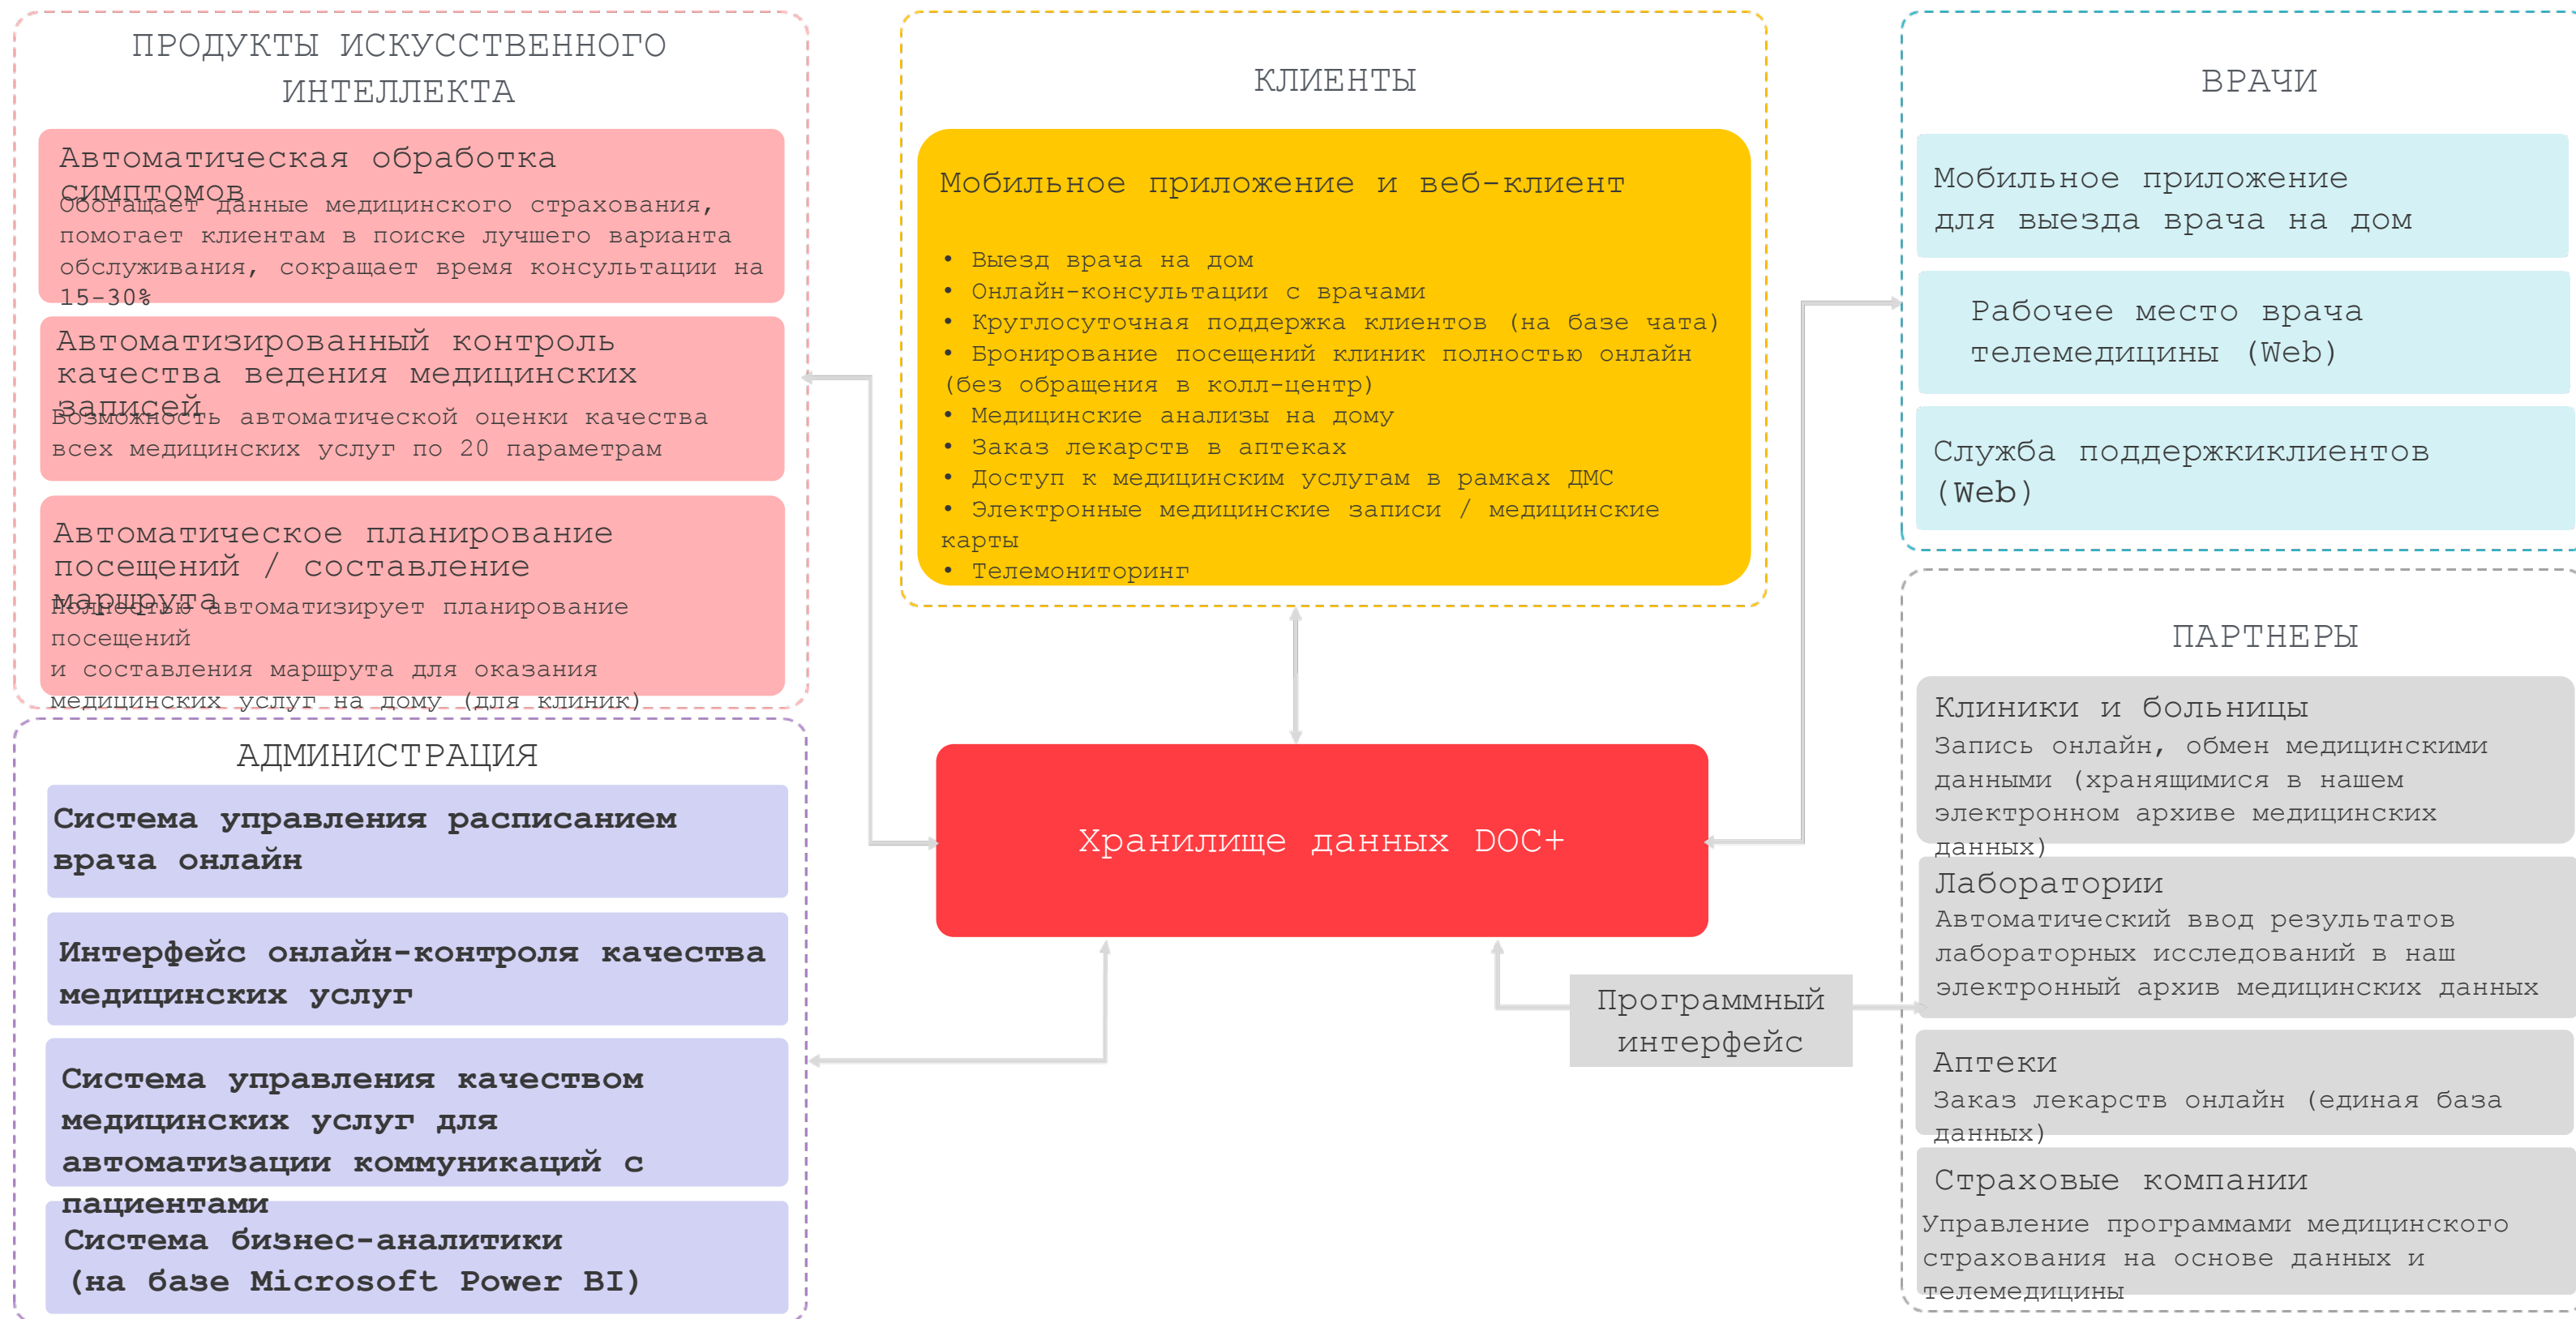 ПРОДУКТЫ ИСКУССТВЕННОГО
ИНТЕЛЛЕКТА
Автоматическая обработка
симптомов
Обогащает данные медицинского страхования,
помогает клиентам в поиске лучшего варианта
обслуживания, сокращает время консультации на
15-30%
Автоматизированный контроль
качества ведения медицинских
записей
Возможность автоматической оценки качества
всех медицинских услуг по 20 параметрам
Автоматическое планирование
посещений / составление
маршрута
Полностью автоматизирует планирование
посещений
и составления маршрута для оказания
медицинских услуг на дому (для клиник)
АДМИНИСТРАЦИЯ
Система управления расписанием
врача онлайн
Интерфейс онлайн-контроля качества
медицинских услуг
Система управления качеством
медицинских услуг для
автоматизации коммуникаций с
пациентами
Система бизнес-аналитики
(на базе Microsoft Power BI)
КЛИЕНТЫ
Мобильное приложение и веб-клиент
• Выезд врача на дом
• Онлайн-консультации с врачами
• Круглосуточная поддержка клиентов (на базе чата)
• Бронирование посещений клиник полностью онлайн
(без обращения в колл-центр)
• Медицинские анализы на дому
• Заказ лекарств в аптеках
• Доступ к медицинским услугам в рамках ДМС
• Электронные медицинские записи / медицинские
карты
• Телемониторинг
Хранилище данных DOC+
Программный
интерфейс
ВРАЧИ
Мобильное приложение
для выезда врача на дом
Рабочее место врача
телемедицины (Web)
Служба поддержкиклиентов
(Web)
ПАРТНЕРЫ
Клиники и больницы
Запись онлайн, обмен медицинскими
данными (хранящимися в нашем
электронном архиве медицинских
данных)
Лаборатории
Автоматический ввод результатов
лабораторных исследований в наш
электронный архив медицинских данных
Аптеки
Заказ лекарств онлайн (единая база
данных)
Страховые компании
Управление программами медицинского
страхования на основе данных и
телемедицины